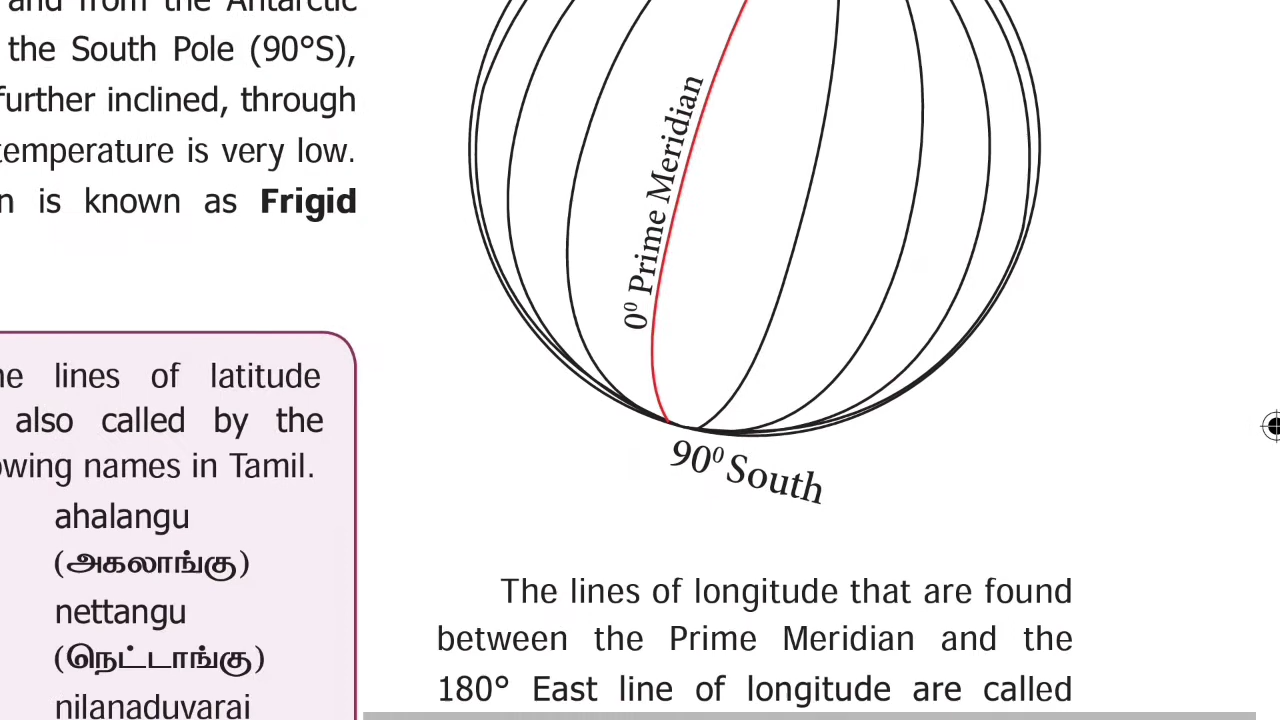 and from the Antarctic
the South Pole (90°S),
further inclined, through
temperature is very low.
is known as Frigid
lines of latitude
also called by the
names in Tamil.
ahalangu
(அகலாங்கு)
nettangu
(நெட்டாங்கு)
nilanaduvarai
0⁰ Prime Meridian
90⁰ South
The lines of longitude that are found
between the Prime Meridian and the
180° East line of longitude are called